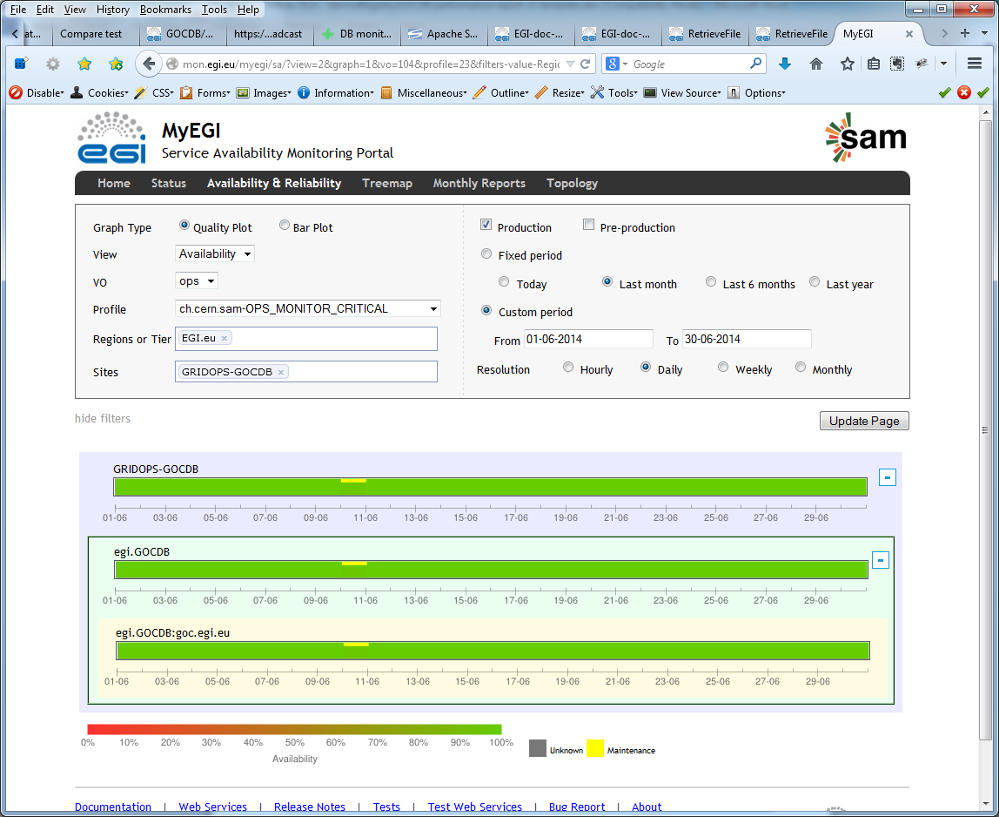 File Edit View History Bookmarks Tools Help
at... Compare test GOCDB/... https:/...adcast DB monit... Apache S... EGI-doc-... EGI-doc-... RetrieveFile RetrieveFile MyEGI
mon.egi.eu/myegi/sa/?view=2&graph=1&vo=104&profile=23&filters-value-Regio Google
Disable Cookies CSS Forms Images Information Miscellaneous Outline Resize Tools View Source Options
egi MyEGI sam
Service Availability Monitoring Portal
Home Status Availability & Reliability Treemap Monthly Reports Topology
Graph Type Quality Plot Bar Plot Production Pre-production
View Availability Fixed period
VO ops Today Last month Last 6 months Last year
Profile ch.cern.sam-OPS_MONITOR_CRITICAL Custom period
Regions or Tier EGI.eu × From 01-06-2014 To 30-06-2014
Sites GRIDOPS-GOCDB × Resolution Hourly Daily Weekly Monthly
hide filters Update Page
GRIDOPS-GOCDB
01-06 03-06 05-06 07-06 09-06 11-06 13-06 15-06 17-06 19-06 21-06 23-06 25-06 27-06 29-06
egi.GOCDB
01-06 03-06 05-06 07-06 09-06 11-06 13-06 15-06 17-06 19-06 21-06 23-06 25-06 27-06 29-06
egi.GOCDB:goc.egi.eu
01-06 03-06 05-06 07-06 09-06 11-06 13-06 15-06 17-06 19-06 21-06 23-06 25-06 27-06 29-06
0% 10% 20% 30% 40% 50% 60% 70% 80% 90% 100% Unknown Maintenance
Availability
Documentation | Web Services | Release Notes | Tests | Test Web Services | Bug Report | About